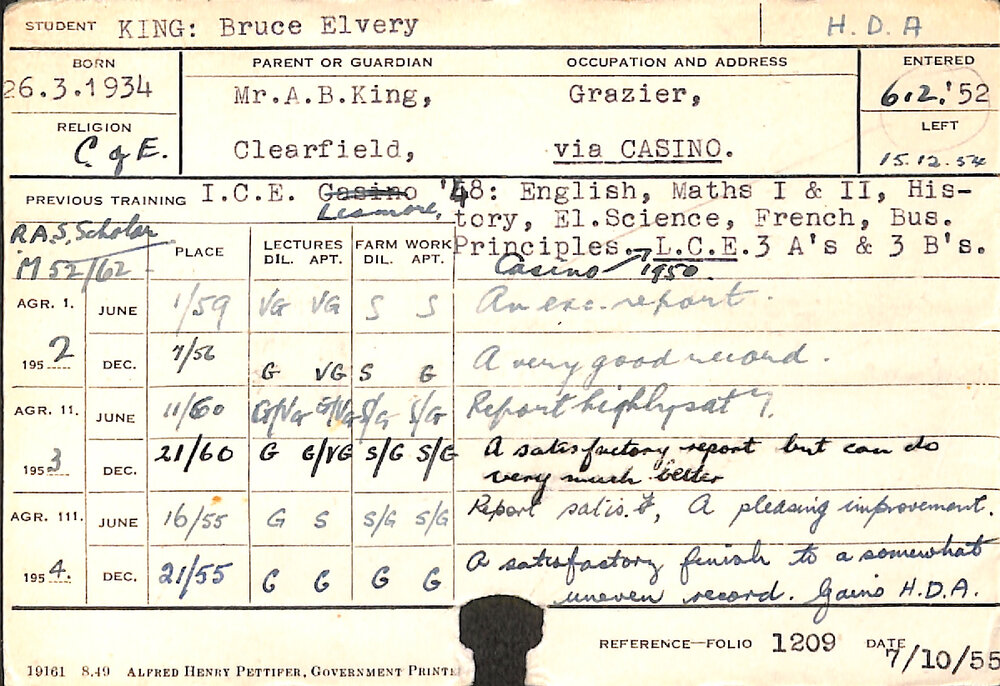 STUDENT KING: Bruce Elvery H. D. A
BORN PARENT OR GUARDIAN OCCUPATION AND ADDRESS ENTERED
26.3.1934 Mr.A.B.King, Grazier, 6.2.'52
RELIGION LEFT
C of E. Clearfield, via CASINO. 15.12.54
PREVIOUS TRAINING I.C.E. Casino '48: English, Maths I & II, His-
Lismore, tory, El.Science, French, Bus.
R.A.S. Scholar Principles. L.C.E.3 A's & 3 B's.
M 52/62 Casino 1950.
PLACE LECTURES FARM WORK
DIL. APT. DIL. APT.
AGR. 1. JUNE 1/59 VG VG S S An exc. report.
1952 DEC. 7/56 G VG S G A very good record.
AGR. 11. JUNE 11/60 G/VG G/VG S/G S/G Report highly sat y.
1953 DEC. 21/60 G G/VG S/G S/G A satisfactory report but can do
very much better
AGR. 111. JUNE 16/55 G S S/G S/G Report satis.ty, A pleasing improvement.
1954. DEC. 21/55 G G G G A satisfactory finish to a somewhat
uneven record. Gains H.D.A.
REFERENCE—FOLIO 1209 DATE 7/10/55
19161 8.49 ALFRED HENRY PETTIFER, GOVERNMENT PRINTE